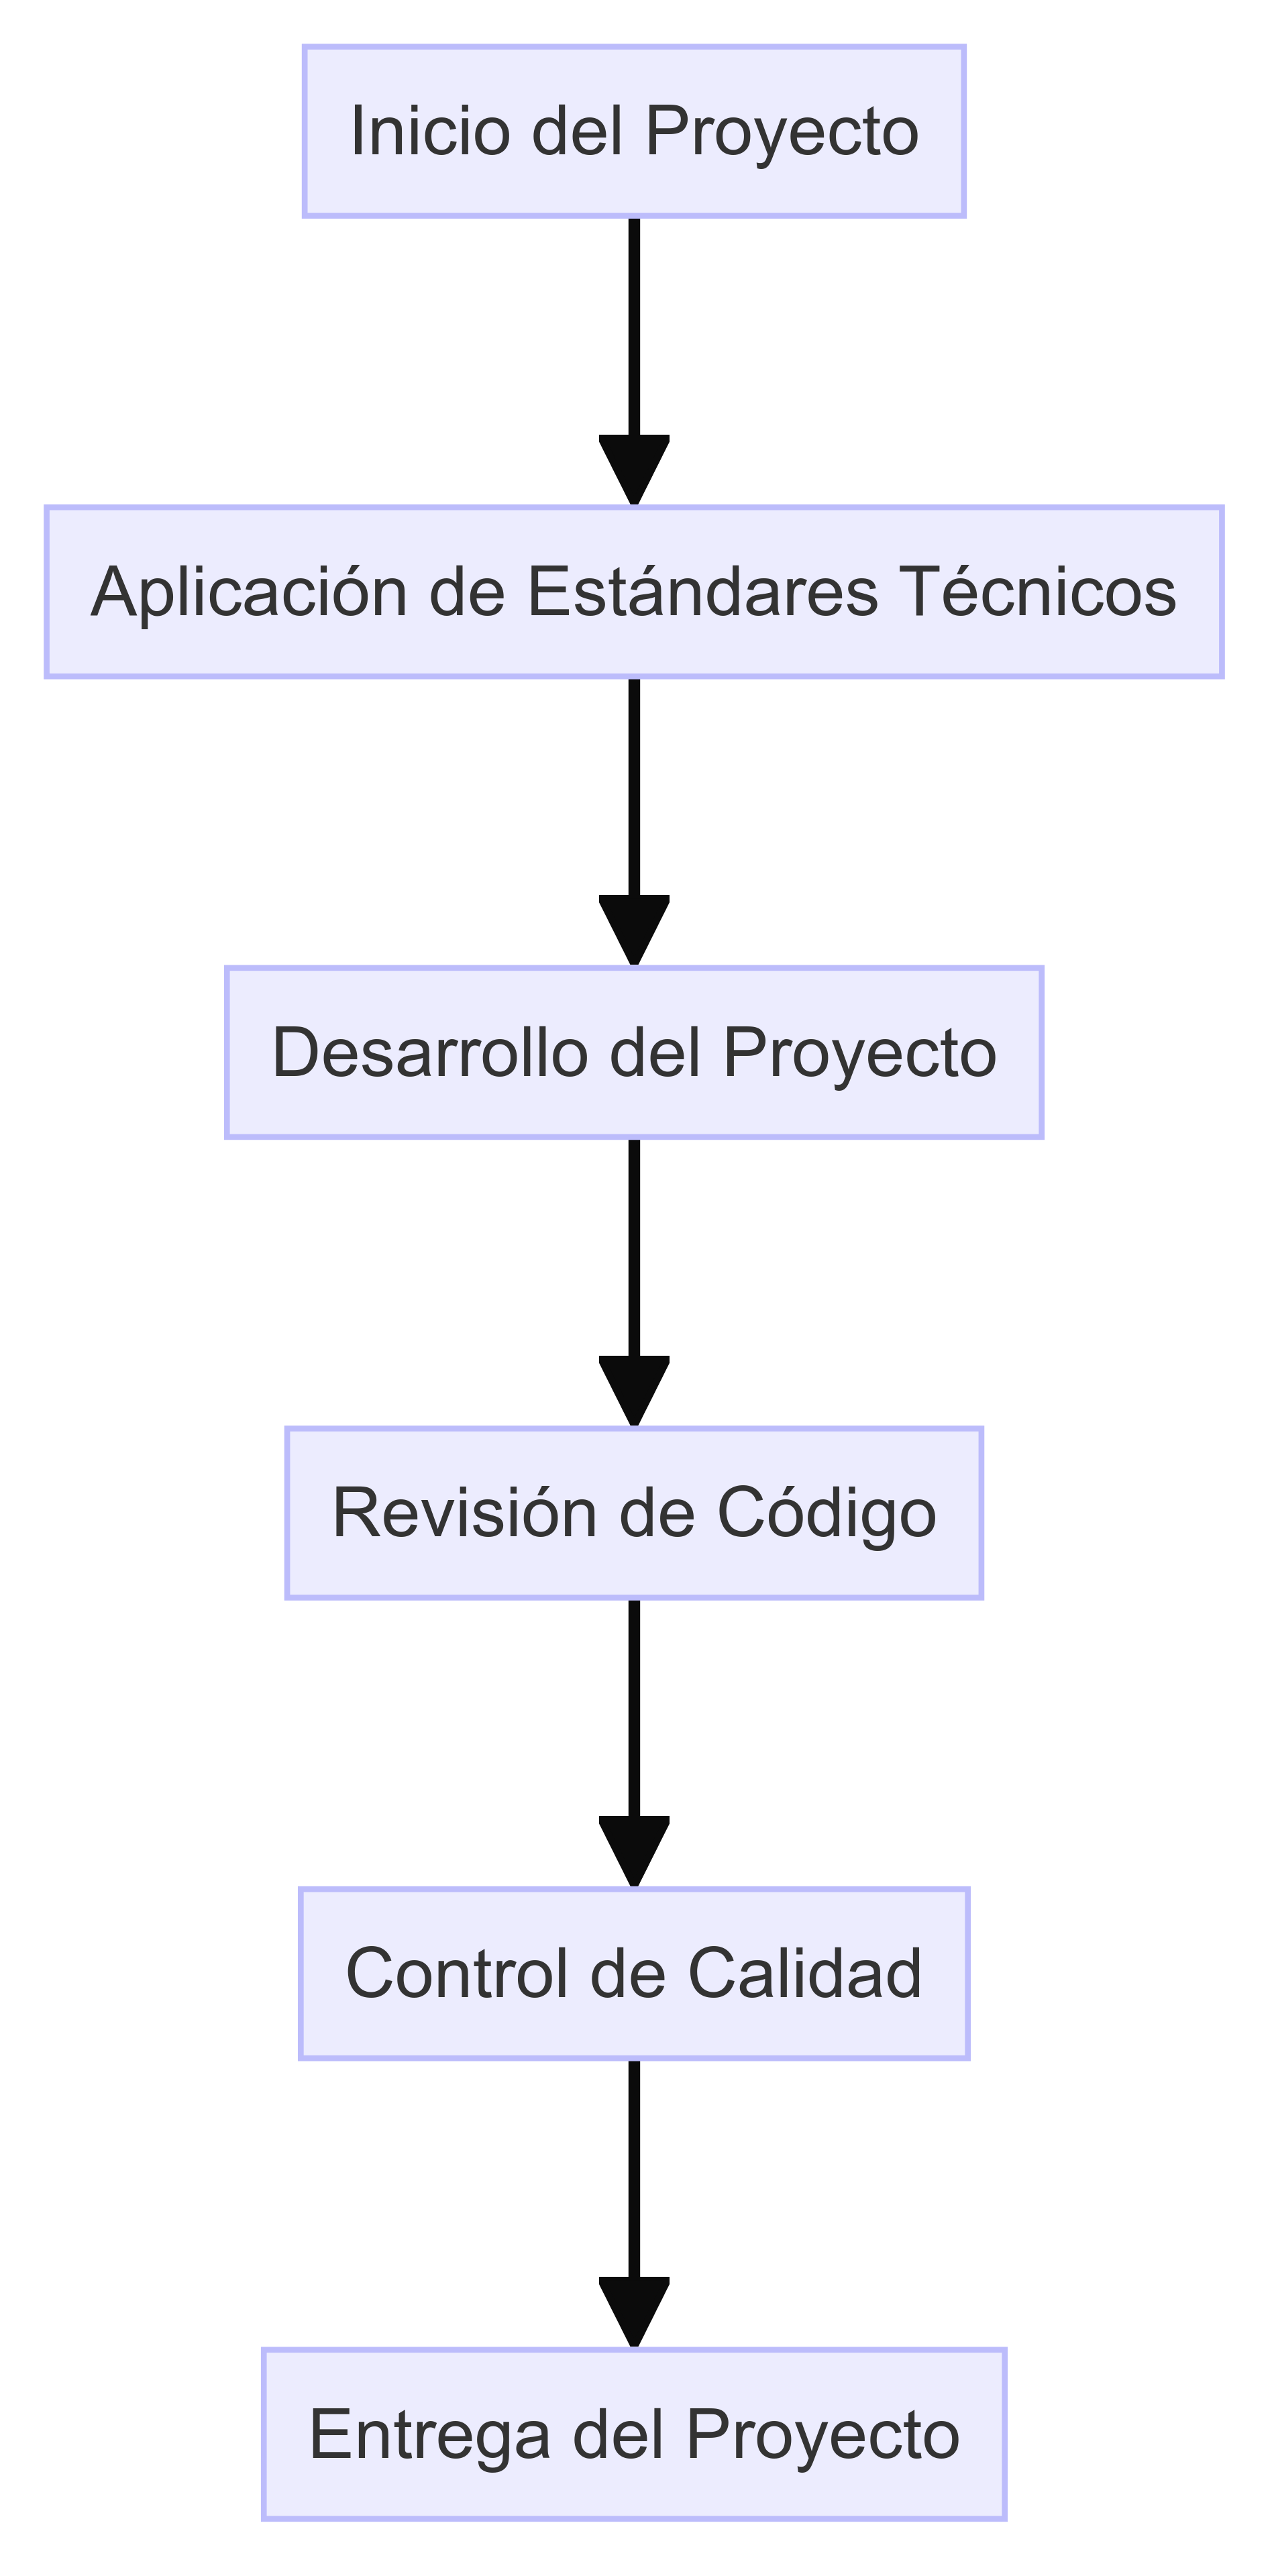 Inicio del Proyecto
Aplicación de Estándares Técnicos
Desarrollo del Proyecto
Revisión de Código
Control de Calidad
Entrega del Proyecto